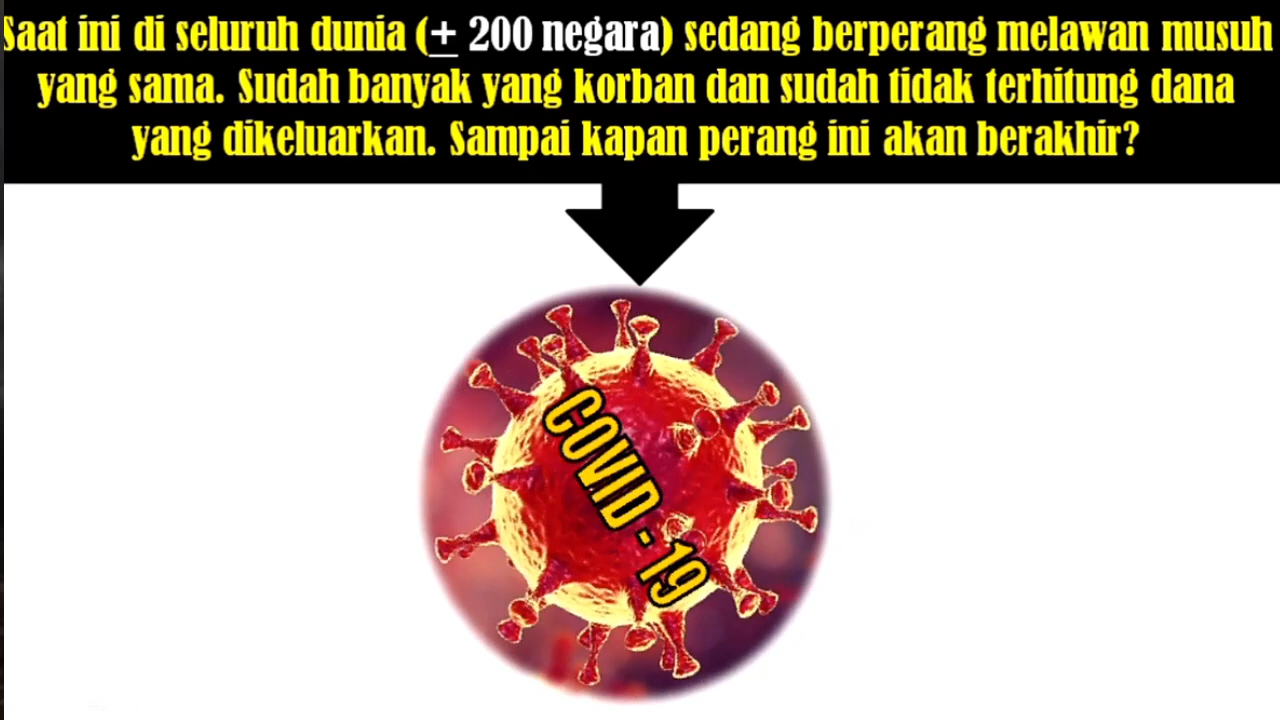 Saat ini di seluruh dunia (± 200 negara) sedang berperang melawan musuh
yang sama. Sudah banyak yang korban dan sudah tidak terhitung dana
yang dikeluarkan. Sampai kapan perang ini akan berakhir?
COVID - 19